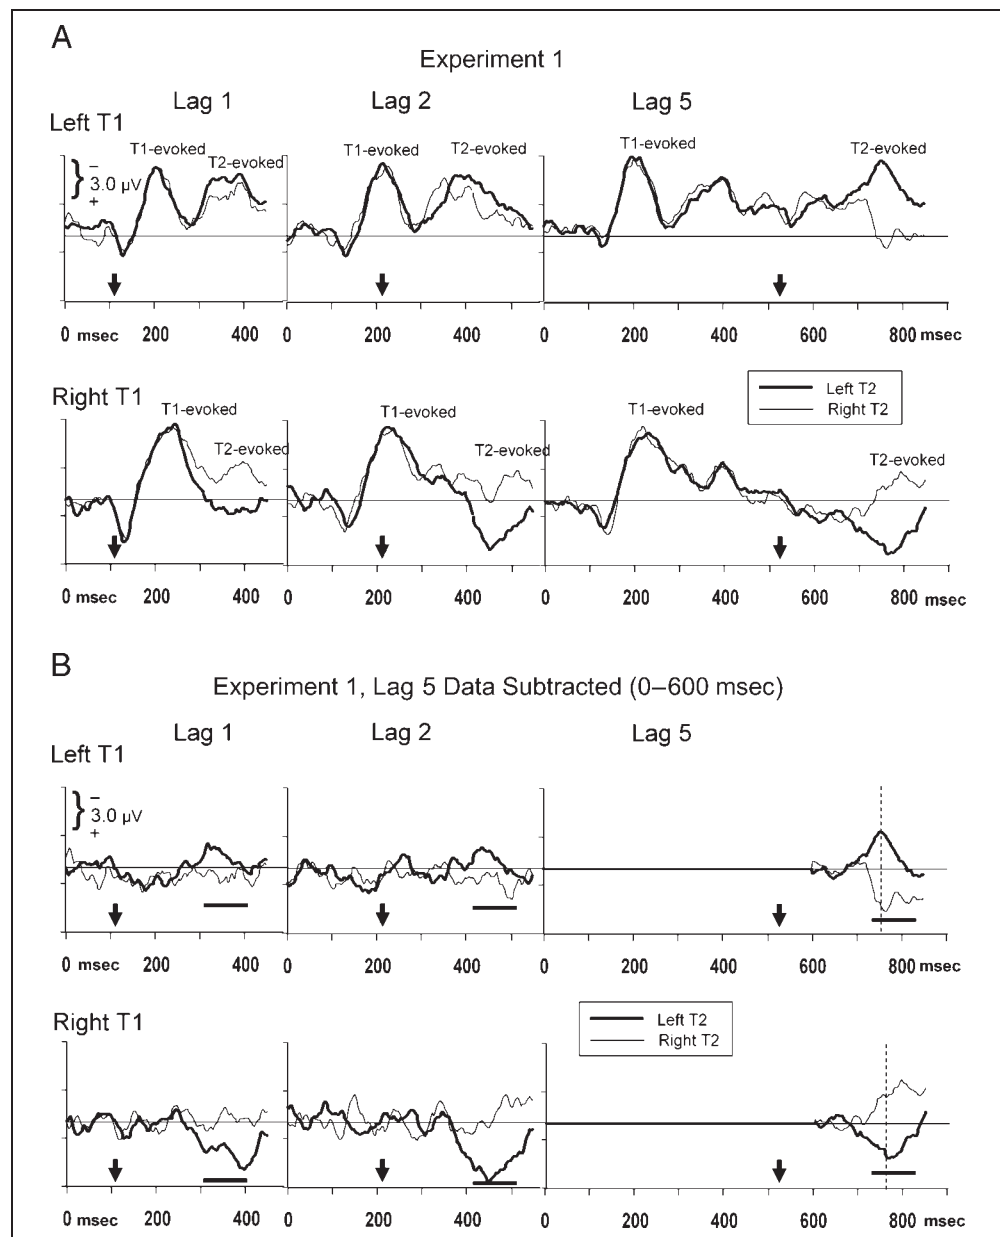 A
Experiment 1
Lag 1 Lag 2 Lag 5
Left T1
T1-evoked T2-evoked T1-evoked T2-evoked T1-evoked T2-evoked
} − 3.0 µV +
0 msec 200 400 0 200 400 0 200 400 600 800 msec
Right T1
Left T2
Right T2
T1-evoked T2-evoked T1-evoked T2-evoked T1-evoked T2-evoked
0 msec 200 400 0 200 400 0 200 400 600 800 msec
B
Experiment 1, Lag 5 Data Subtracted (0–600 msec)
Lag 1 Lag 2 Lag 5
Left T1
} − 3.0 µV +
0 msec 200 400 0 200 400 0 200 400 600 800 msec
Right T1
Left T2
Right T2
0 msec 200 400 0 200 400 0 200 400 600 800 msec